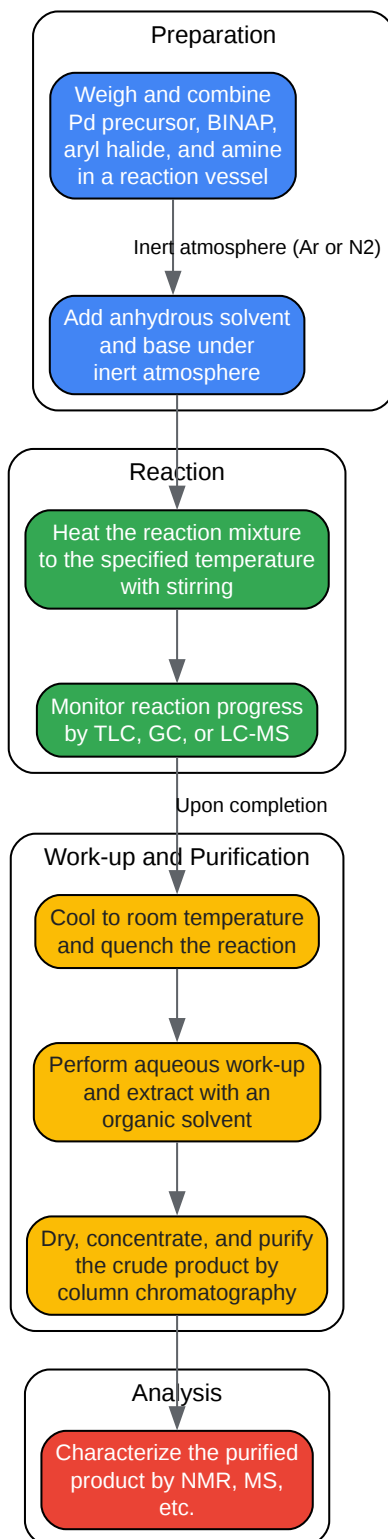 Preparation
Weigh and combine
Pd precursor, BINAP,
aryl halide, and amine
in a reaction vessel
Inert atmosphere (Ar or N2)
Add anhydrous solvent
and base under
inert atmosphere
Reaction
Heat the reaction mixture
to the specified temperature
with stirring
Monitor reaction progress
by TLC, GC, or LC-MS
Upon completion
Work-up and Purification
Cool to room temperature
and quench the reaction
Perform aqueous work-up
and extract with an
organic solvent
Dry, concentrate, and purify
the crude product by
column chromatography
Analysis
Characterize the purified
product by NMR, MS,
etc.